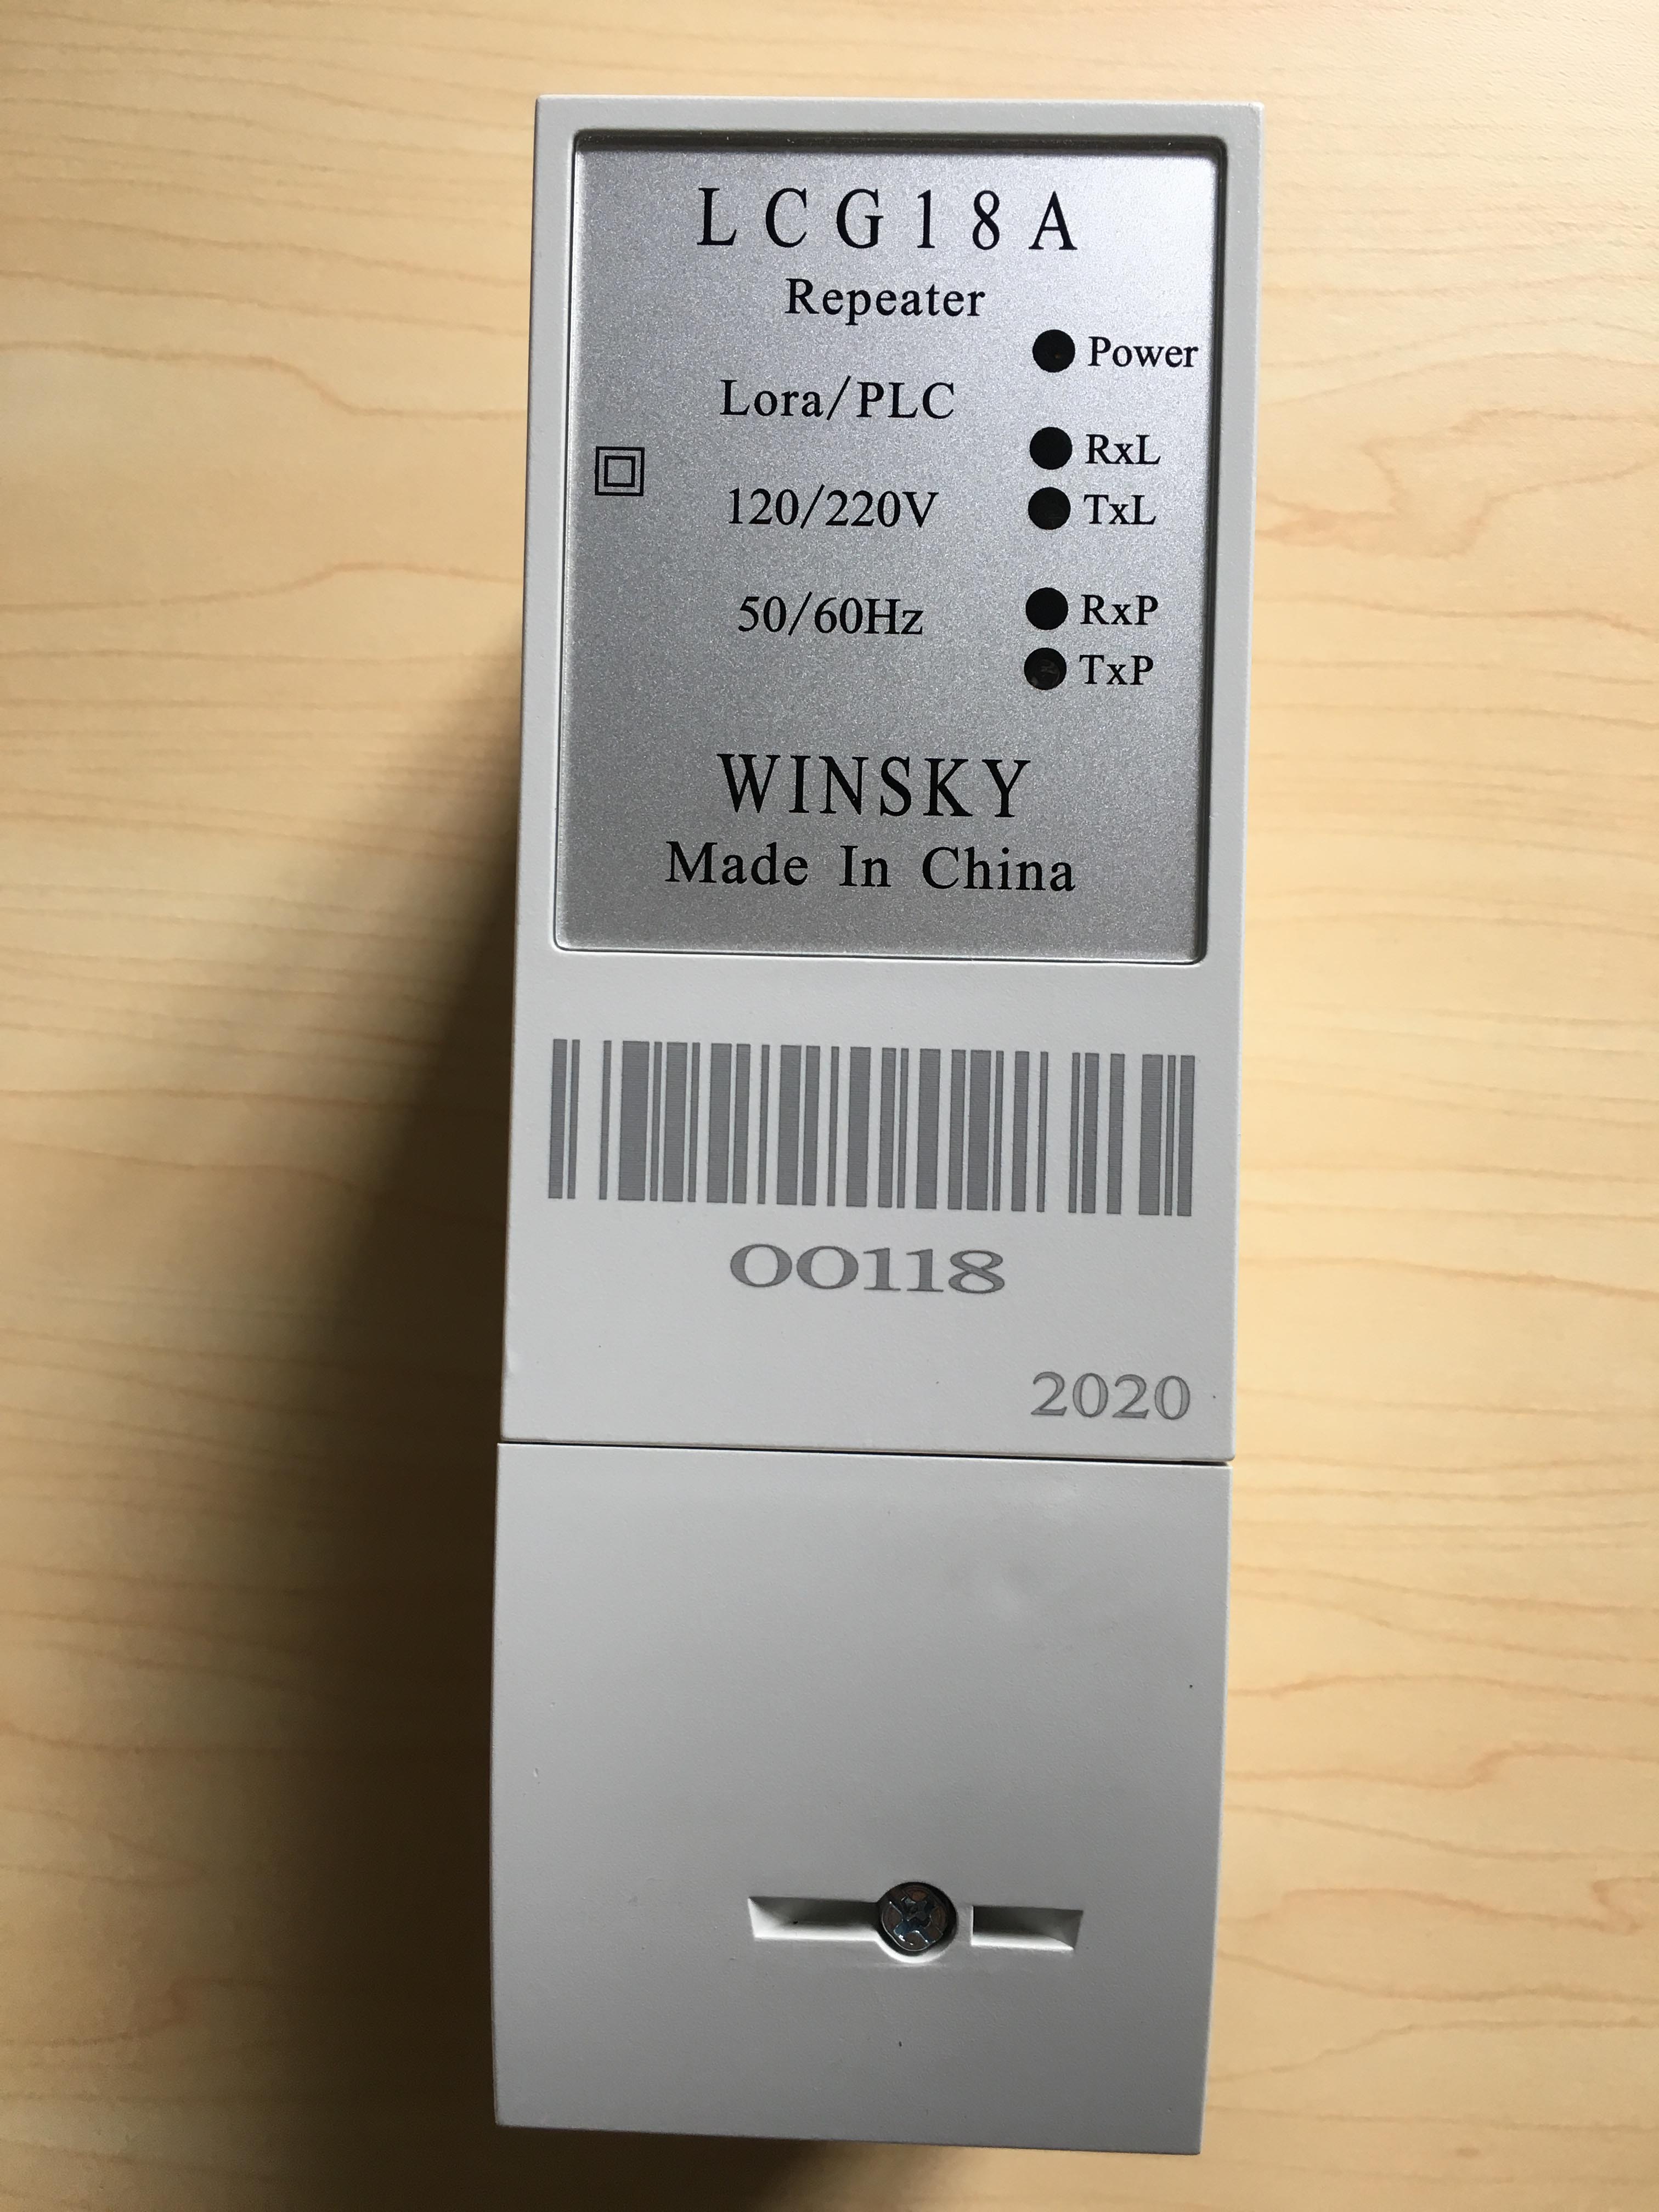 LCG18A
Repeater
Power
Lora/PLC
RxL
120/220V
TxL
50/60Hz
RxP
TxP
WINSKY
Made In China
00118
2020